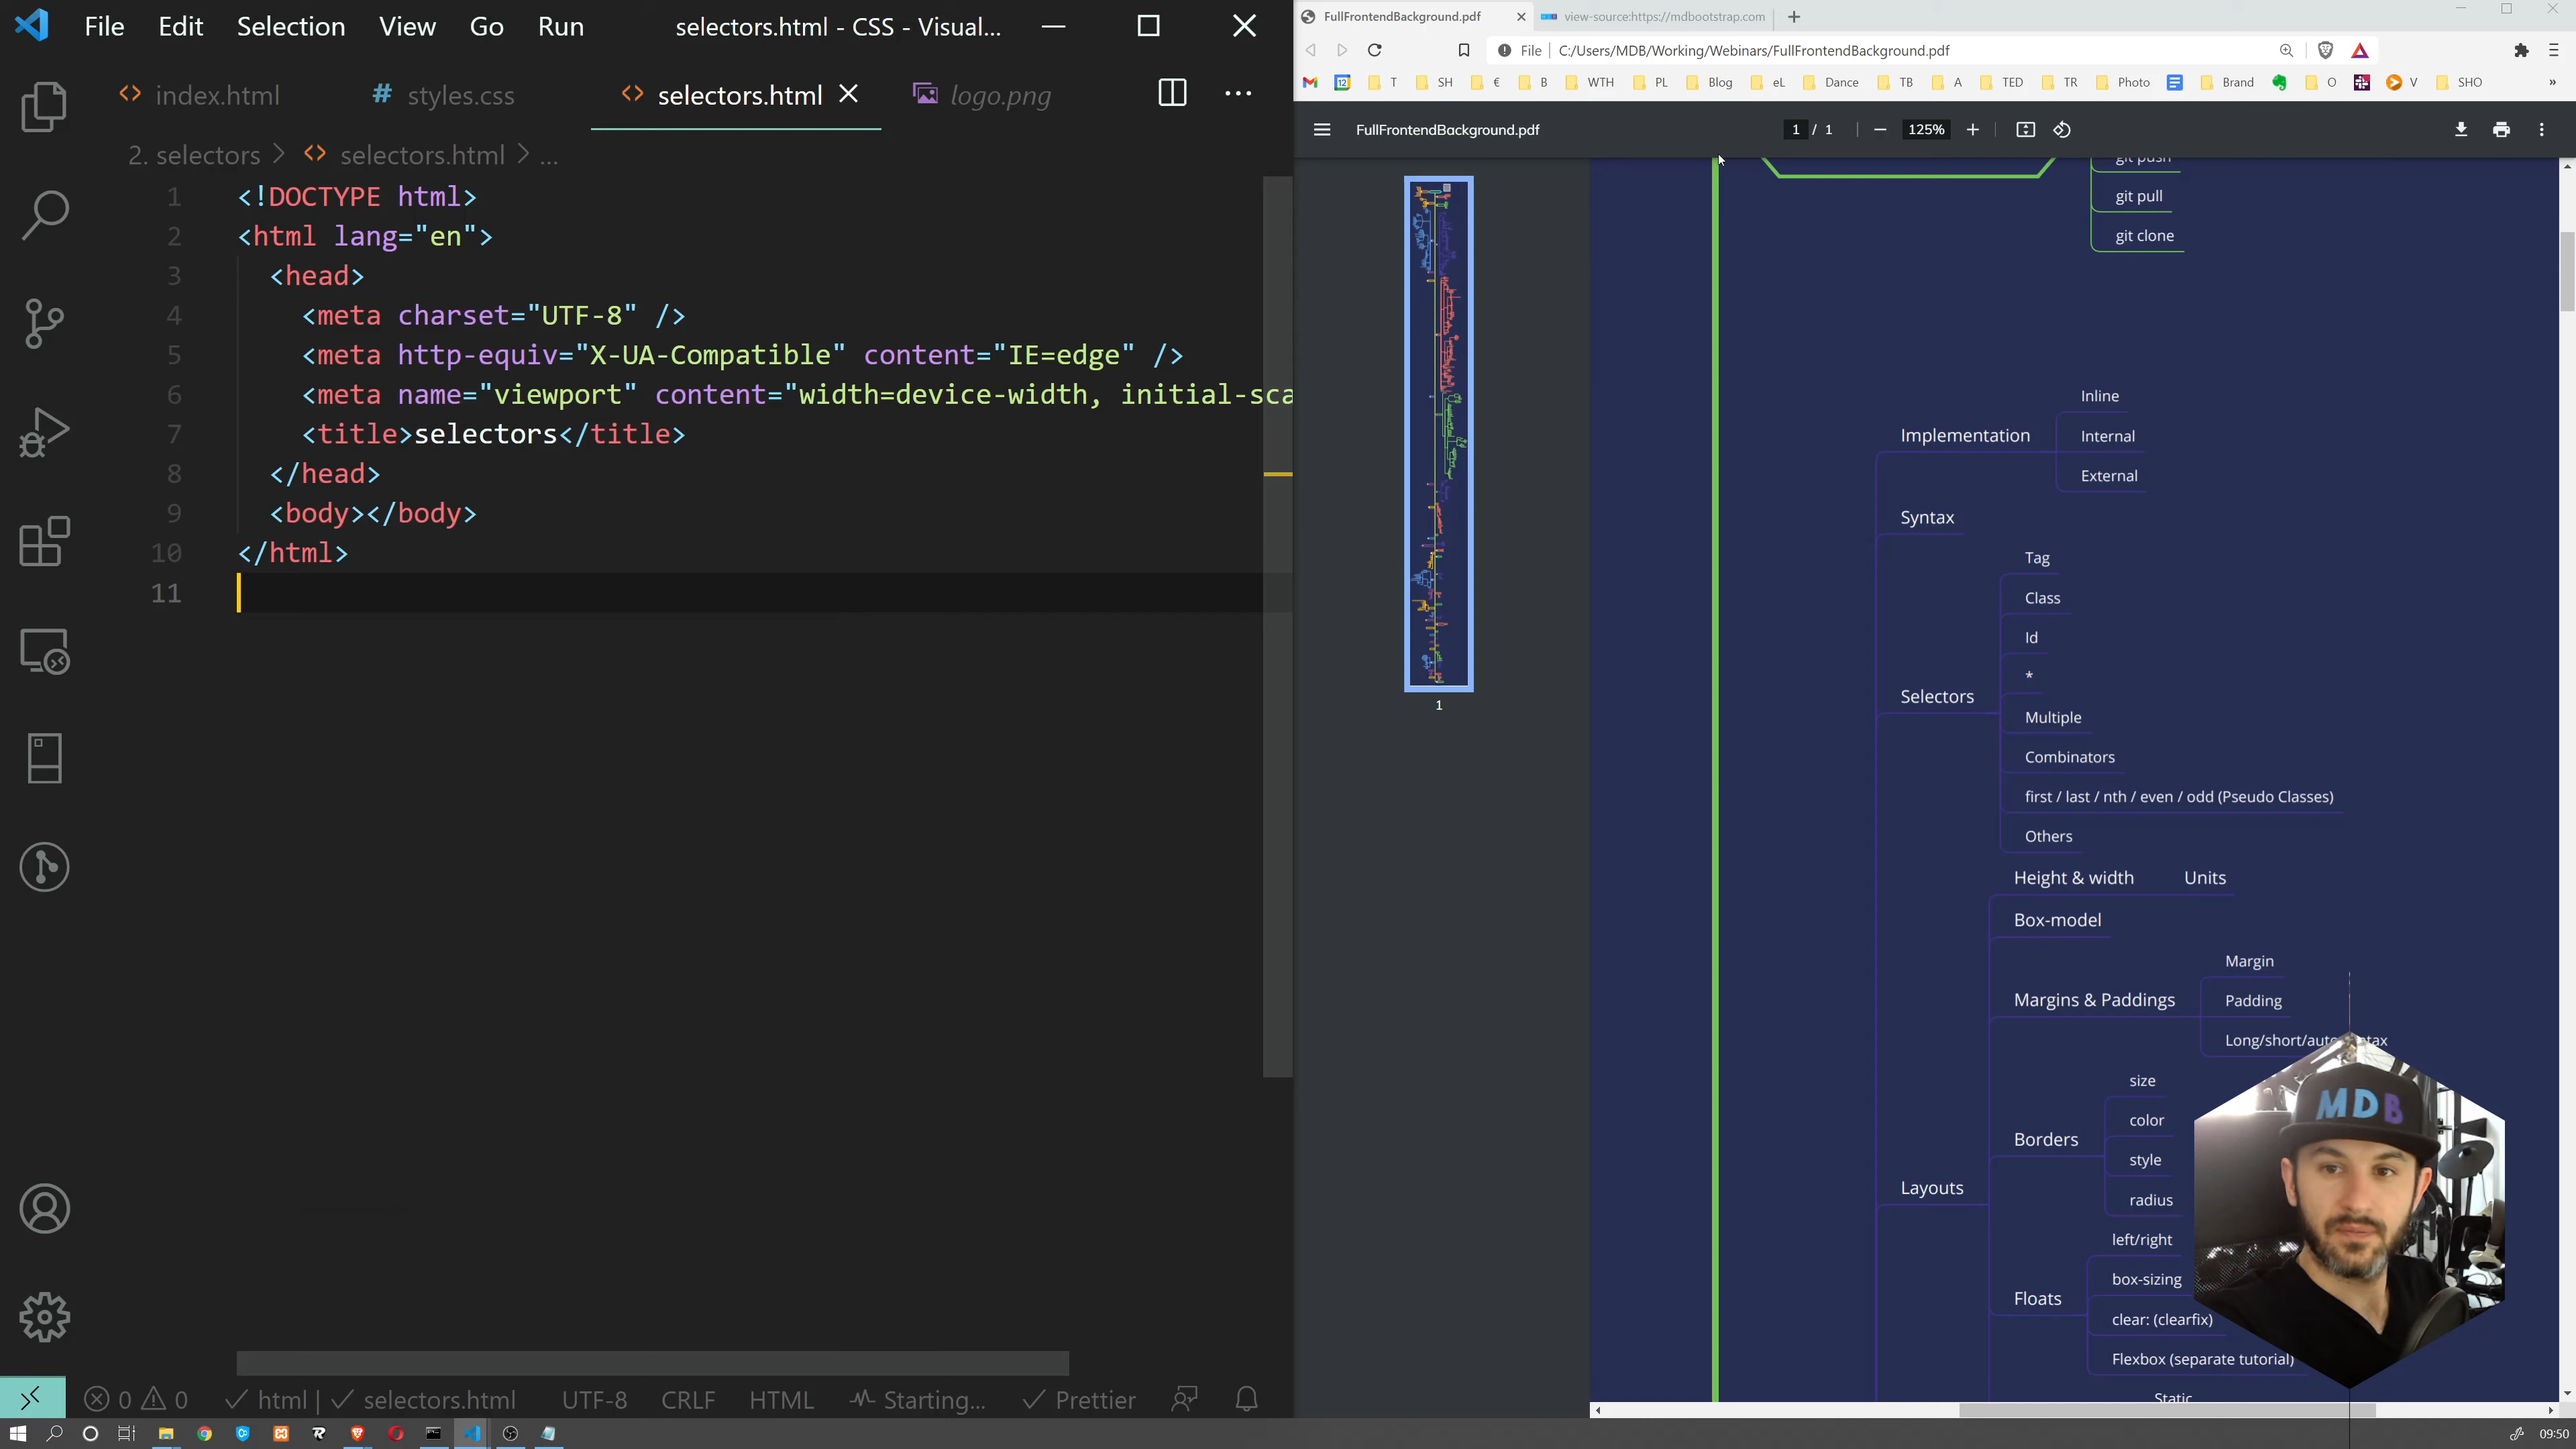 File Edit Selection View Go Run selectors.html - CSS - Visual...
index.html
styles.css
selectors.html
logo.png
2. selectors > selectors.html > ...
1 <!DOCTYPE html>
2 <html lang="en">
3 <head>
4 <meta charset="UTF-8" />
5 <meta http-equiv="X-UA-Compatible" content="IE=edge" />
6 <meta name="viewport" content="width=device-width, initial-sca
7 <title>selectors</title>
8 </head>
9 <body></body>
10 </html>
11
0 0 html | selectors.html UTF-8 CRLF HTML Starting... Prettier
FullFrontendBackground.pdf
view-source:https://mdbootstrap.com
File | C:/Users/MDB/Working/Webinars/FullFrontendBackground.pdf
12 T SH € B WTH PL Blog eL Dance TB A TED TR Photo Brand O V SHO »
FullFrontendBackground.pdf 1 / 1 125%
1
git push
git pull
git clone
Implementation
Inline
Internal
External
Syntax
Selectors
Tag
Class
Id
*
Multiple
Combinators
first / last / nth / even / odd (Pseudo Classes)
Others
Layouts
Height & width Units
Box-model
Margins & Paddings
Margin
Padding
Long/short/auto
Borders
size
color
style
radius
Floats
left/right
box-sizing
clear: (clearfix)
Flexbox (separate tutorial)
Static
MDB
09:50